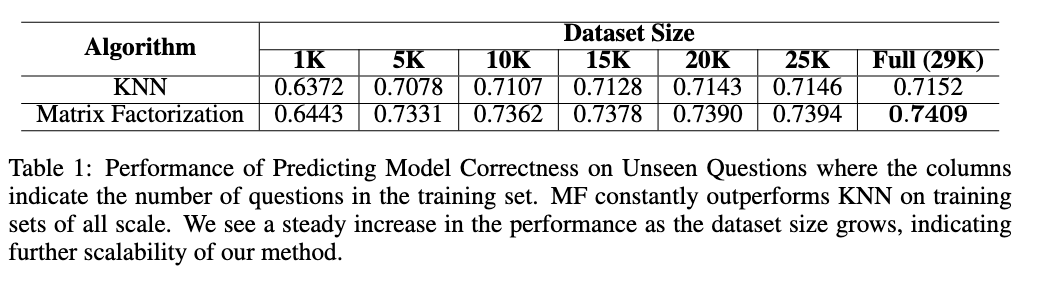 Algorithm Dataset Size
1K 5K 10K 15K 20K 25K Full (29K)
KNN 0.6372 0.7078 0.7107 0.7128 0.7143 0.7146 0.7152
Matrix Factorization 0.6443 0.7331 0.7362 0.7378 0.7390 0.7394 0.7409
Table 1: Performance of Predicting Model Correctness on Unseen Questions where the columns
indicate the number of questions in the training set. MF constantly outperforms KNN on training
sets of all scale. We see a steady increase in the performance as the dataset size grows, indicating
further scalability of our method.